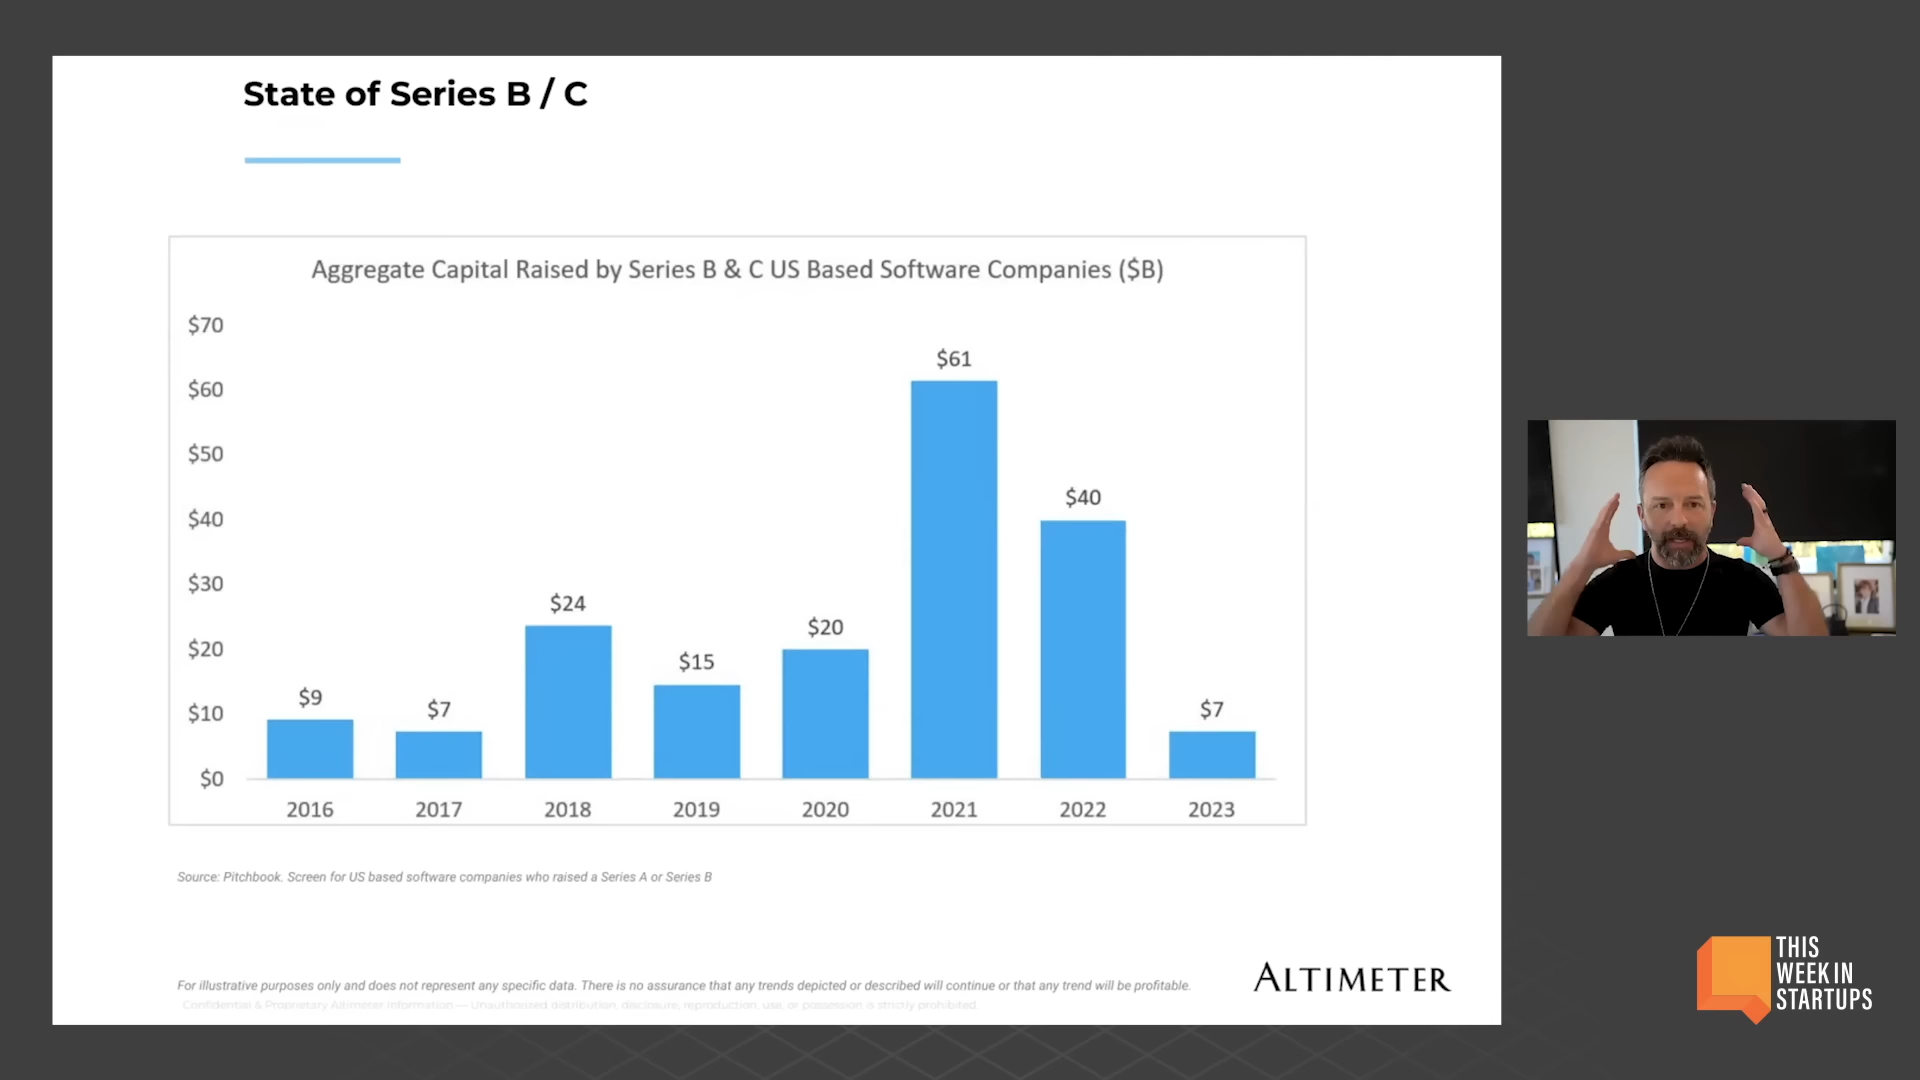 State of Series B / C
Aggregate Capital Raised by Series B & C US Based Software Companies ($B)
$70
$60
$50
$40
$30
$20
$10
$0
$9
$7
$24
$15
$20
$61
$40
$7
2016
2017
2018
2019
2020
2021
2022
2023
Source: Pitchbook. Screen for US based software companies who raised a Series A or Series B
For illustrative purposes only and does not represent any specific data. There is no assurance that any trends depicted or described will continue or that any trend will be profitable.
Confidential & Proprietary Altimeter information — Unauthorized distribution, disclosure, reproduction, use, or possession is strictly prohibited
ALTIMETER
THIS
WEEK IN
STARTUPS